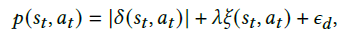 p(s_t, a_t) = |δ(s_t, a_t)| + λξ(s_t, a_t) + ϵ_d,